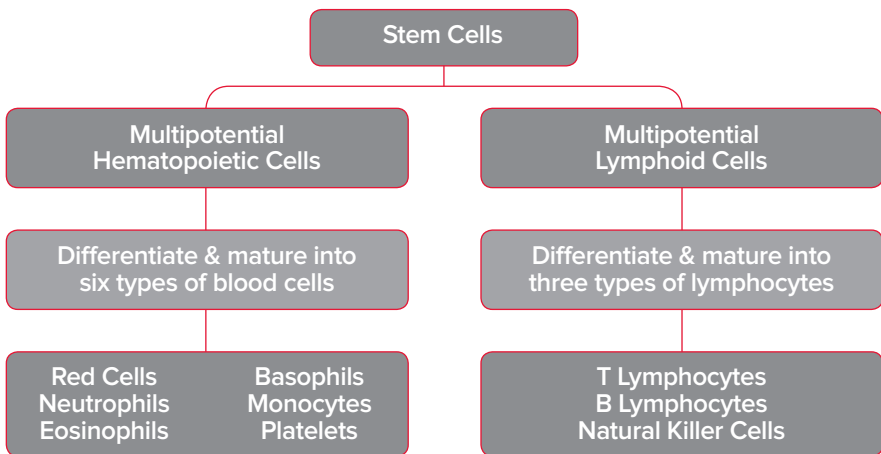 Stem Cells
Multipotential
Hematopoietic Cells
Differentiate & mature into
six types of blood cells
Red Cells
Neutrophils
Eosinophils
Basophils
Monocytes
Platelets
Multipotential
Lymphoid Cells
Differentiate & mature into
three types of lymphocytes
T Lymphocytes
B Lymphocytes
Natural Killer Cells